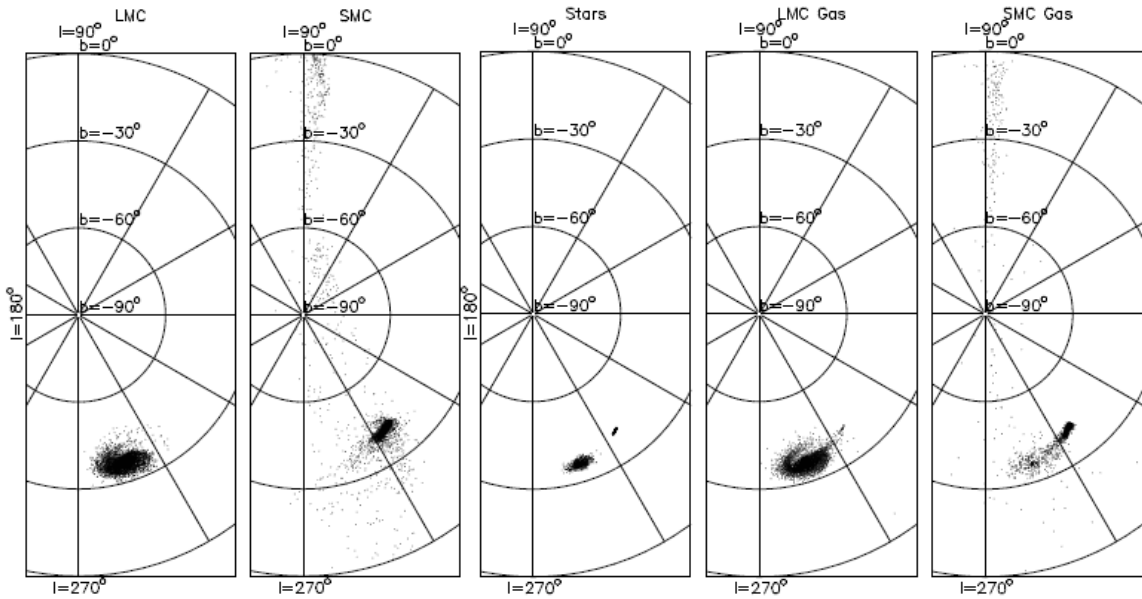 LMC
l=90°
b=0°
b=−30°
b=−60°
b=−90°
l=180°
l=270°
SMC
l=90°
b=0°
b=−30°
b=−60°
b=−90°
l=270°
Stars
l=90°
b=0°
b=−30°
b=−60°
b=−90°
l=180°
l=270°
LMC Gas
l=90°
b=0°
b=−30°
b=−60°
b=−90°
l=270°
SMC Gas
l=90°
b=0°
b=−30°
b=−60°
b=−90°
l=270°